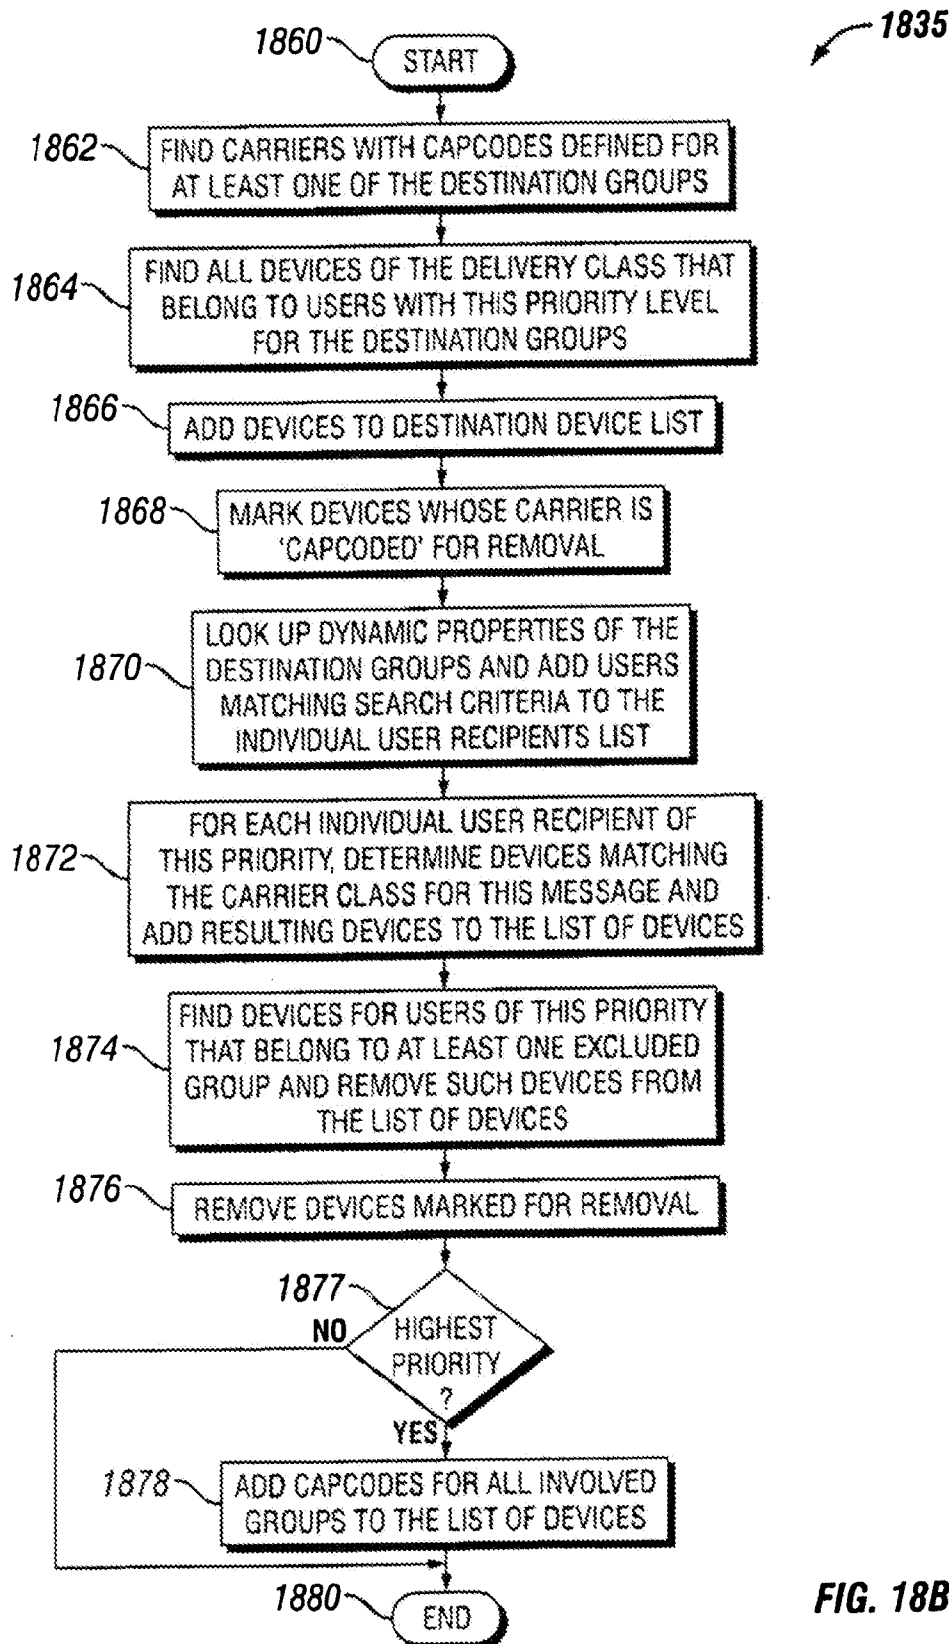 1835
1860
START
1862
FIND CARRIERS WITH CAPCODES DEFINED FOR
AT LEAST ONE OF THE DESTINATION GROUPS
1864
FIND ALL DEVICES OF THE DELIVERY CLASS THAT
BELONG TO USERS WITH THIS PRIORITY LEVEL
FOR THE DESTINATION GROUPS
1866
ADD DEVICES TO DESTINATION DEVICE LIST
1868
MARK DEVICES WHOSE CARRIER IS
'CAPCODED' FOR REMOVAL
1870
LOOK UP DYNAMIC PROPERTIES OF THE
DESTINATION GROUPS AND ADD USERS
MATCHING SEARCH CRITERIA TO THE
INDIVIDUAL USER RECIPIENTS LIST
1872
FOR EACH INDIVIDUAL USER RECIPIENT OF
THIS PRIORITY, DETERMINE DEVICES MATCHING
THE CARRIER CLASS FOR THIS MESSAGE AND
ADD RESULTING DEVICES TO THE LIST OF DEVICES
1874
FIND DEVICES FOR USERS OF THIS PRIORITY
THAT BELONG TO AT LEAST ONE EXCLUDED
GROUP AND REMOVE SUCH DEVICES FROM
THE LIST OF DEVICES
1876
REMOVE DEVICES MARKED FOR REMOVAL
1877
HIGHEST
PRIORITY
?
NO
YES
1878
ADD CAPCODES FOR ALL INVOLVED
GROUPS TO THE LIST OF DEVICES
1880
END
FIG. 18B